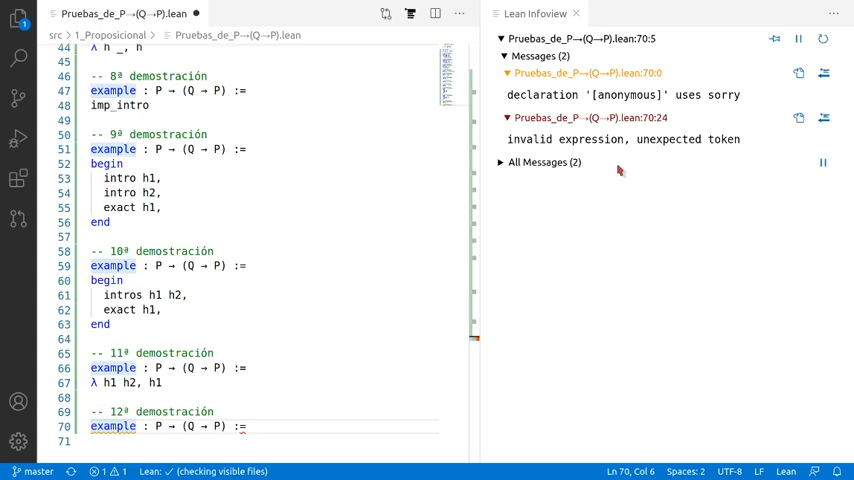 Pruebas_de_P→(Q→P).lean
src > 1_Proposicional > Pruebas_de_P→(Q→P).lean
44 λ h _, h
45
46 -- 8ª demostración
47 example : P → (Q → P) :=
48 imp_intro
49
50 -- 9ª demostración
51 example : P → (Q → P) :=
52 begin
53 intro h1,
54 intro h2,
55 exact h1,
56 end
57
58 -- 10ª demostración
59 example : P → (Q → P) :=
60 begin
61 intros h1 h2,
62 exact h1,
63 end
64
65 -- 11ª demostración
66 example : P → (Q → P) :=
67 λ h1 h2, h1
68
69 -- 12ª demostración
70 example : P → (Q → P) :=
71
Lean Infoview
Pruebas_de_P→(Q→P).lean:70:5
Messages (2)
Pruebas_de_P→(Q→P).lean:70:0
declaration '[anonymous]' uses sorry
Pruebas_de_P→(Q→P).lean:70:24
invalid expression, unexpected token
All Messages (2)
1
master 1 1 Lean: ✓ (checking visible files) Ln 70, Col 6 Spaces: 2 UTF-8 LF Lean